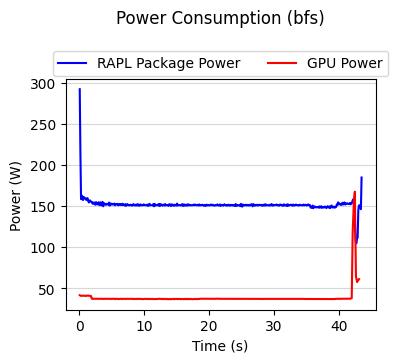 Power Consumption (bfs)
RAPL Package Power GPU Power
300
250
200
150
100
50
Power (W)
0 10 20 30 40
Time (s)